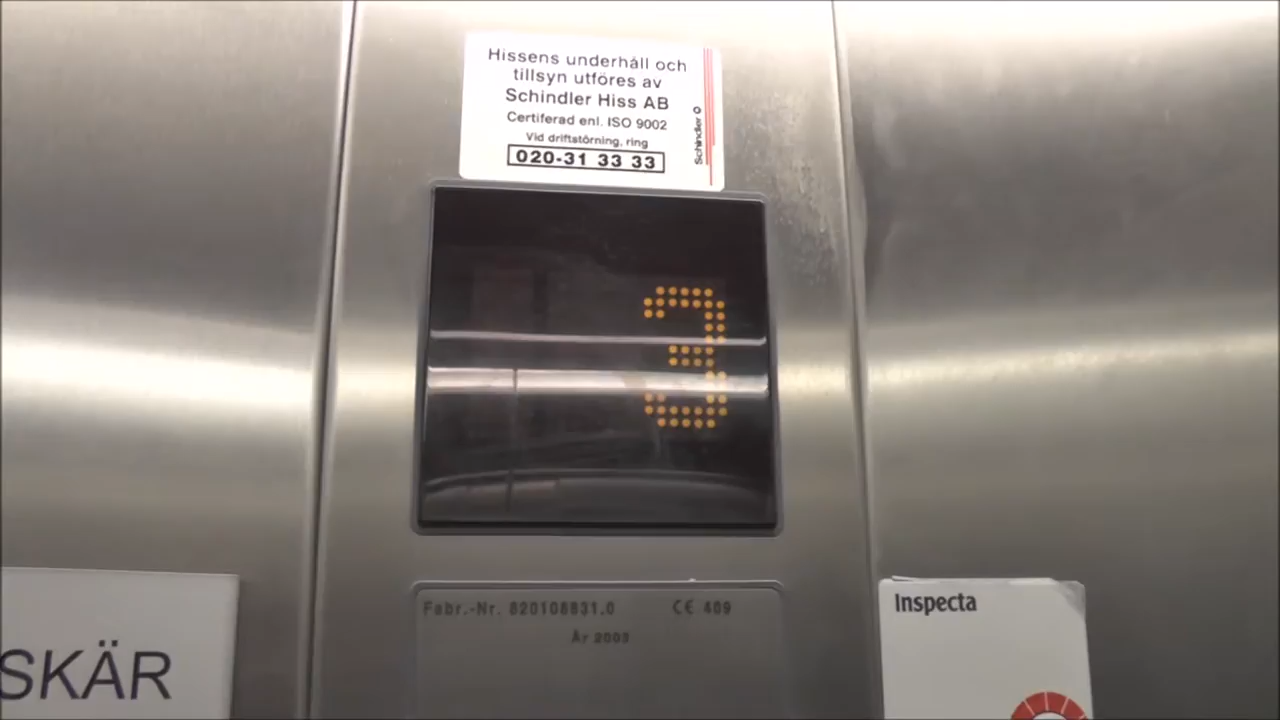 Hissens underhåll och
tillsyn utföres av
Schindler Hiss AB
Certiferad enl. ISO 9002
Vid driftstörning, ring
020-31 33 33
Schindler
3
Fabr.-Nr. 820108831.0 CE 409
År 2003
SKÄR
Inspecta